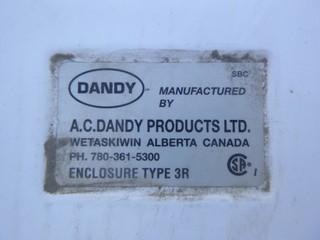 SBC
DANDY
MANUFACTURED
BY
A.C.DANDY PRODUCTS LTD.
WETASKIWIN ALBERTA CANADA
PH. 780-361-5300
ENCLOSURE TYPE 3R